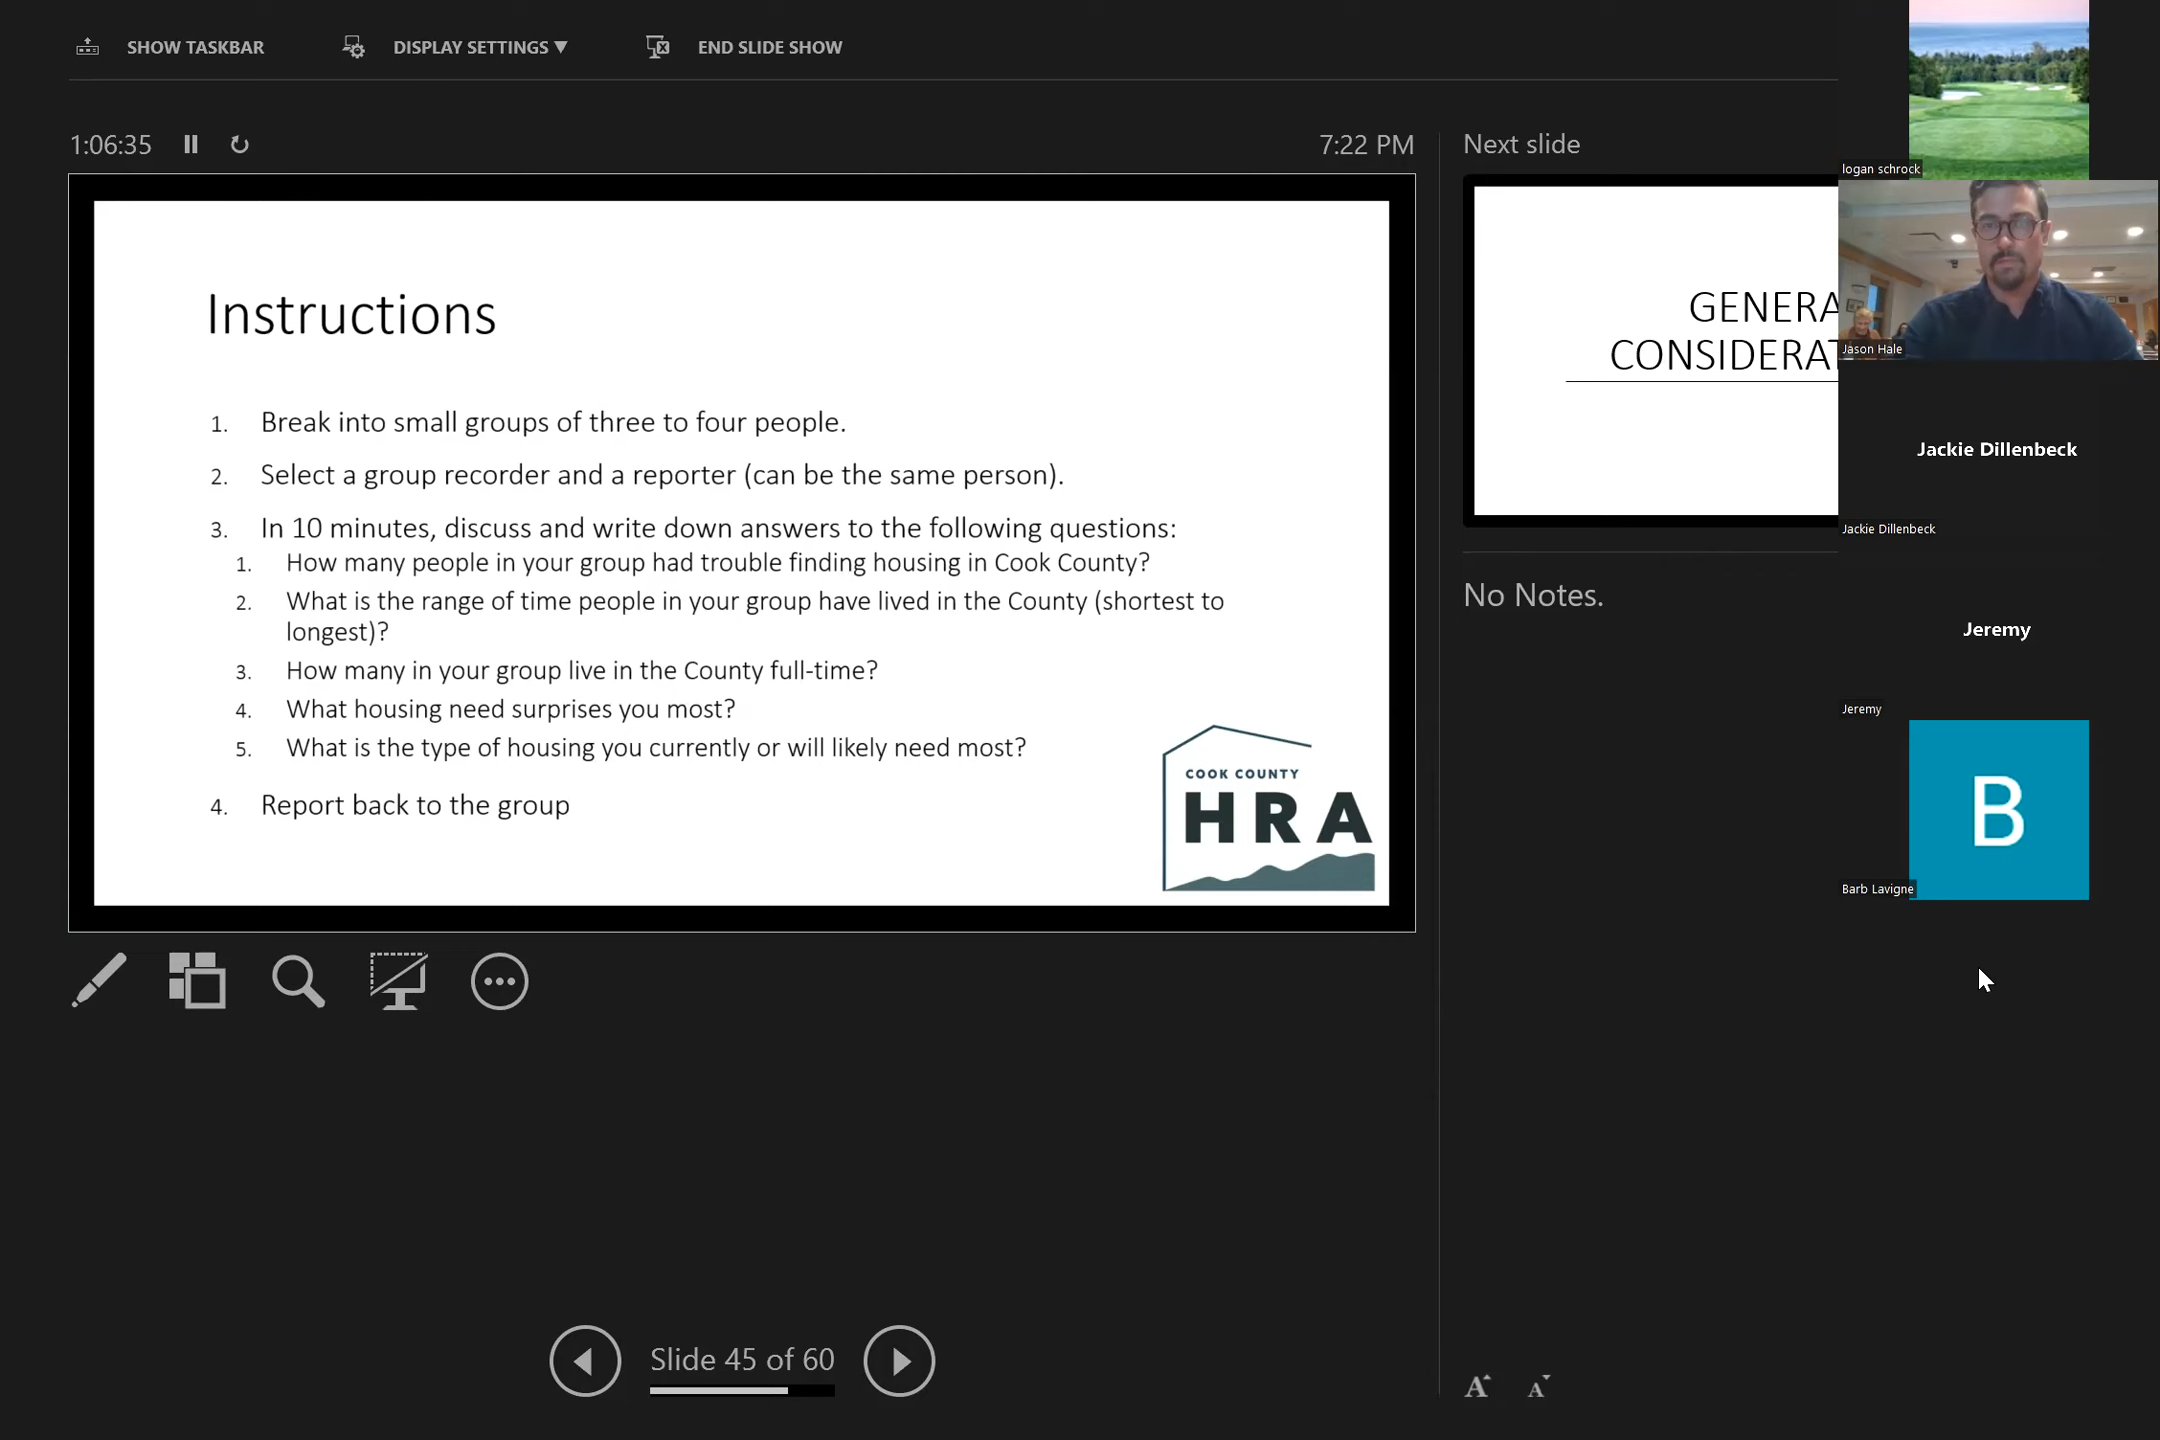 SHOW TASKBAR
DISPLAY SETTINGS ▼
END SLIDE SHOW
1:06:35
7:22 PM
Instructions
1. Break into small groups of three to four people.
2. Select a group recorder and a reporter (can be the same person).
3. In 10 minutes, discuss and write down answers to the following questions:
1. How many people in your group had trouble finding housing in Cook County?
2. What is the range of time people in your group have lived in the County (shortest to
longest)?
3. How many in your group live in the County full-time?
4. What housing need surprises you most?
5. What is the type of housing you currently or will likely need most?
4. Report back to the group
COOK COUNTY
HRA
Slide 45 of 60
Next slide
GENERA
CONSIDERAT
No Notes.
A A
logan schrock
Jason Hale
Jackie Dillenbeck
Jackie Dillenbeck
Jeremy
Jeremy
B
Barb Lavigne